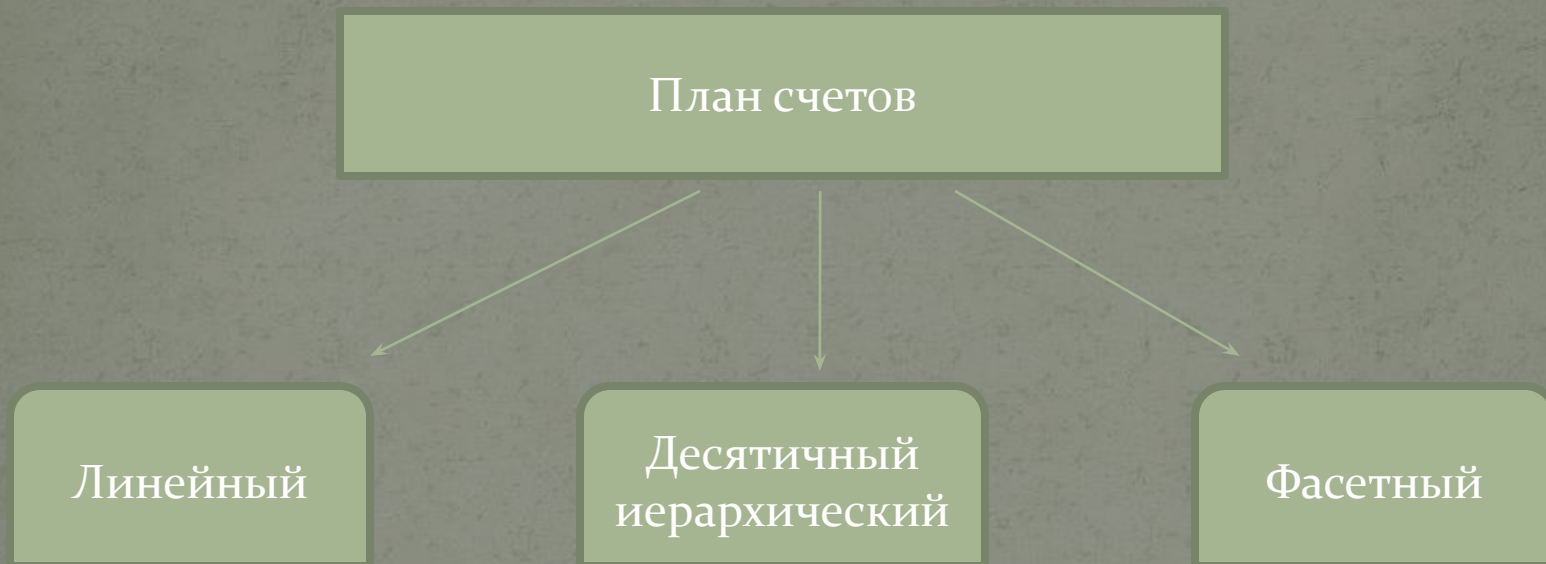 План счетов
Линейный
Десятичный
иерархический
Фасетный